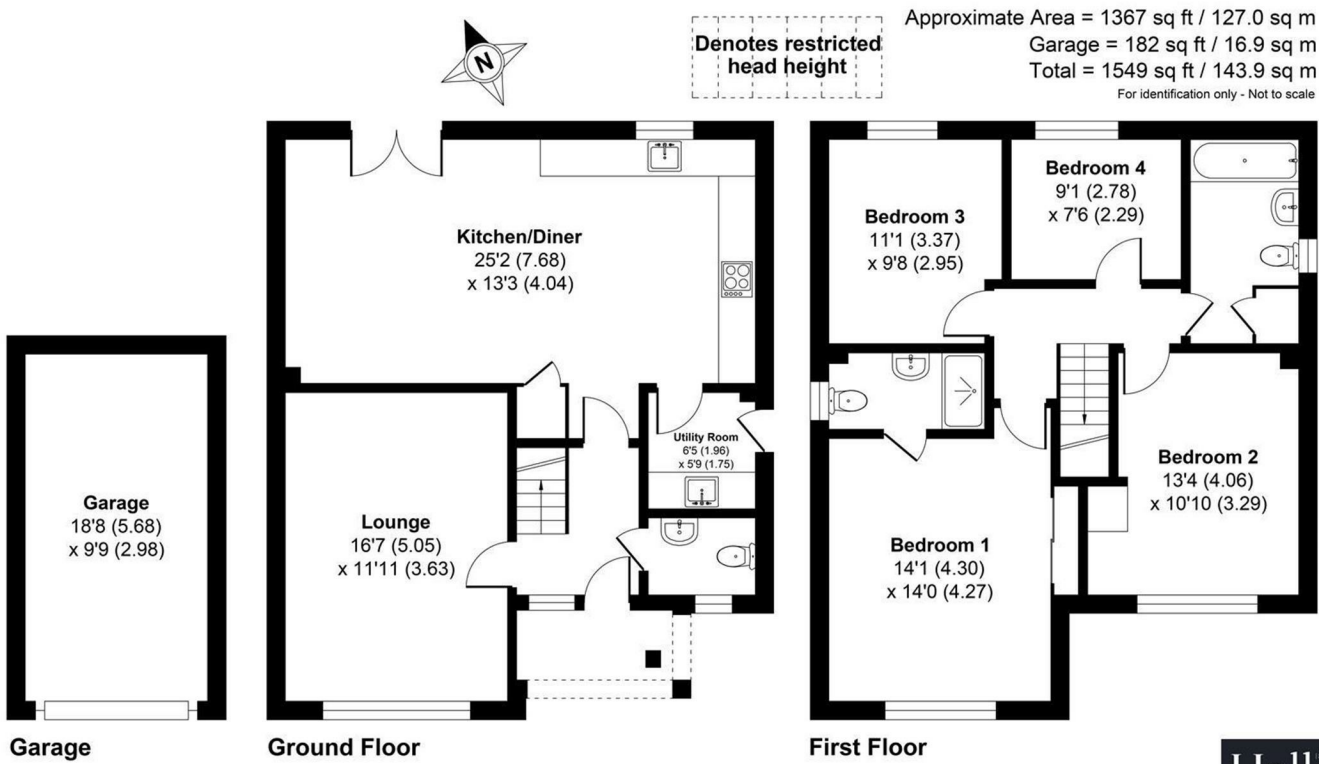 Approximate Area = 1367 sq ft / 127.0 sq m
Garage = 182 sq ft / 16.9 sq m
Total = 1549 sq ft / 143.9 sq m
For identification only - Not to scale
Denotes restricted
head height
N
Kitchen/Diner
25'2 (7.68)
x 13'3 (4.04)
Utility Room
6'5 (1.96)
x 5'9 (1.75)
Lounge
16'7 (5.05)
x 11'11 (3.63)
Garage
18'8 (5.68)
x 9'9 (2.98)
Bedroom 3
11'1 (3.37)
x 9'8 (2.95)
Bedroom 4
9'1 (2.78)
x 7'6 (2.29)
Bedroom 2
13'4 (4.06)
x 10'10 (3.29)
Bedroom 1
14'1 (4.30)
x 14'0 (4.27)
Garage
Ground Floor
First Floor